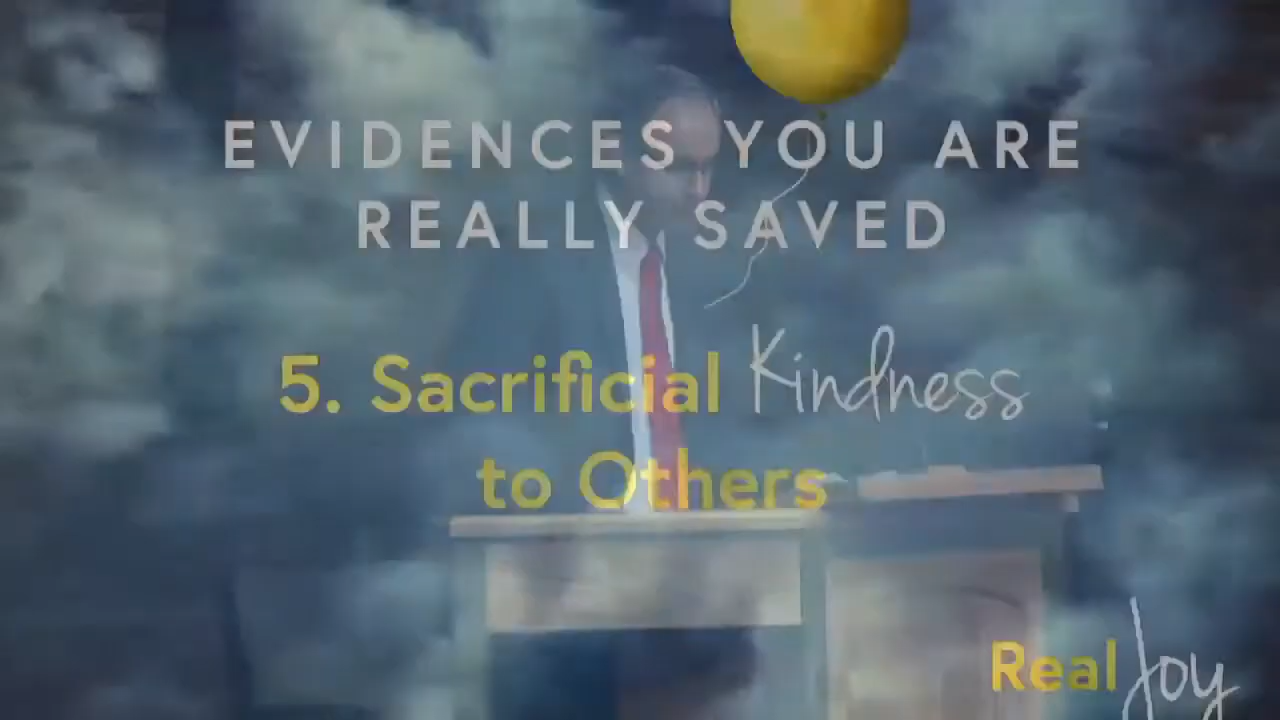 EVIDENCES YOU ARE
REALLY SAVED
5. Sacrificial Kindness
to Others
Real Joy